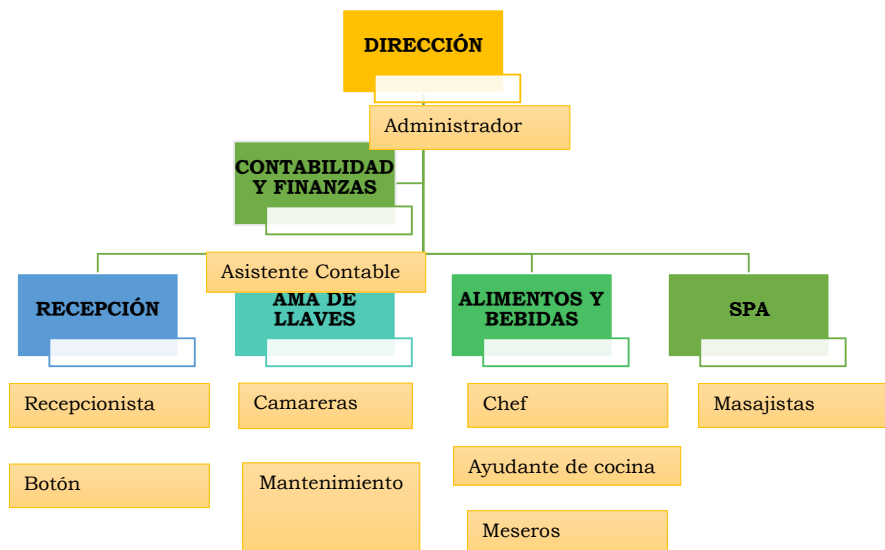 DIRECCIÓN
Administrador
CONTABILIDAD
Y FINANZAS
Asistente Contable
RECEPCIÓN
AMA DE
LLAVES
ALIMENTOS Y
BEBIDAS
SPA
Recepcionista
Camareras
Chef
Masajistas
Botón
Mantenimiento
Ayudante de cocina
Meseros